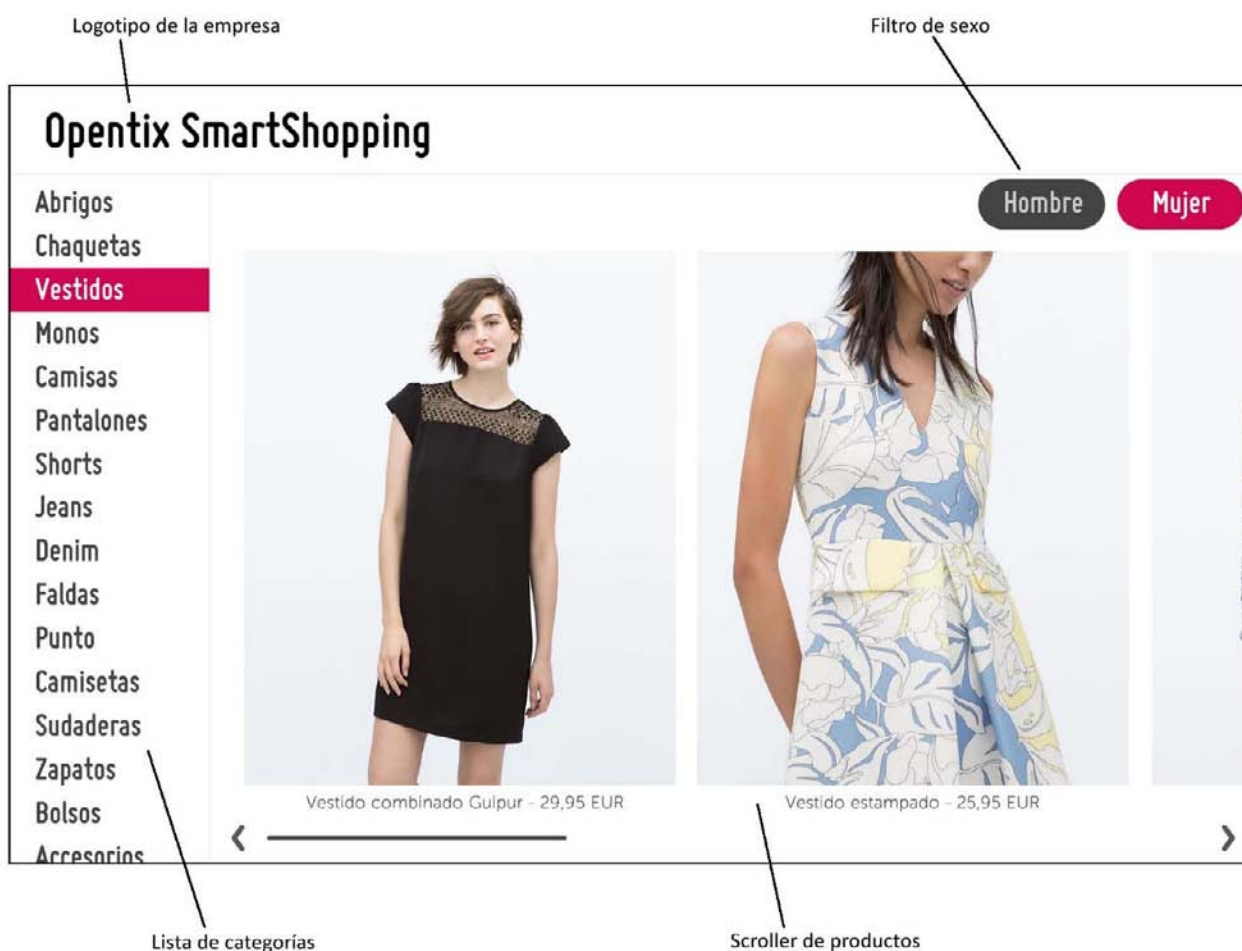 Logotipo de la empresa
Filtro de sexo
Opentix SmartShopping
Hombre
Mujer
Abrigos
Chaquetas
Vestidos
Monos
Camisas
Pantalones
Shorts
Jeans
Denim
Faldas
Punto
Camisetas
Sudaderas
Zapatos
Bolsos
Accesorios
Vestido combinado Guipur - 29,95 EUR
Vestido estampado - 25,95 EUR
Lista de categorías
Scroller de productos